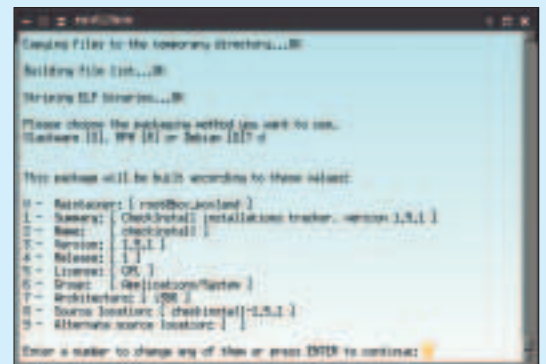 Copying files to the temporary directory...OK
Building file list...OK
Striping ELF binaries...OK
Please choose the packaging method you want to use.
Slackware [S], RPM [R] or Debian [D]? d
This package will be built according to these values:
0 - Maintainer: [ ]
1 - Summary: [ CheckInstall installations tracker, version 1.5.1 ]
2 - Name: [ checkinstall ]
3 - Version: [ 1.5.1 ]
4 - Release: [ 1 ]
5 - License: [ GPL ]
6 - Group: [ Applications/System ]
7 - Architecture: [ i386 ]
8 - Source location: [ checkinstall-1.5.1 ]
9 - Alternate source location: [ ]
Enter a number to change any of them or press ENTER to continue: